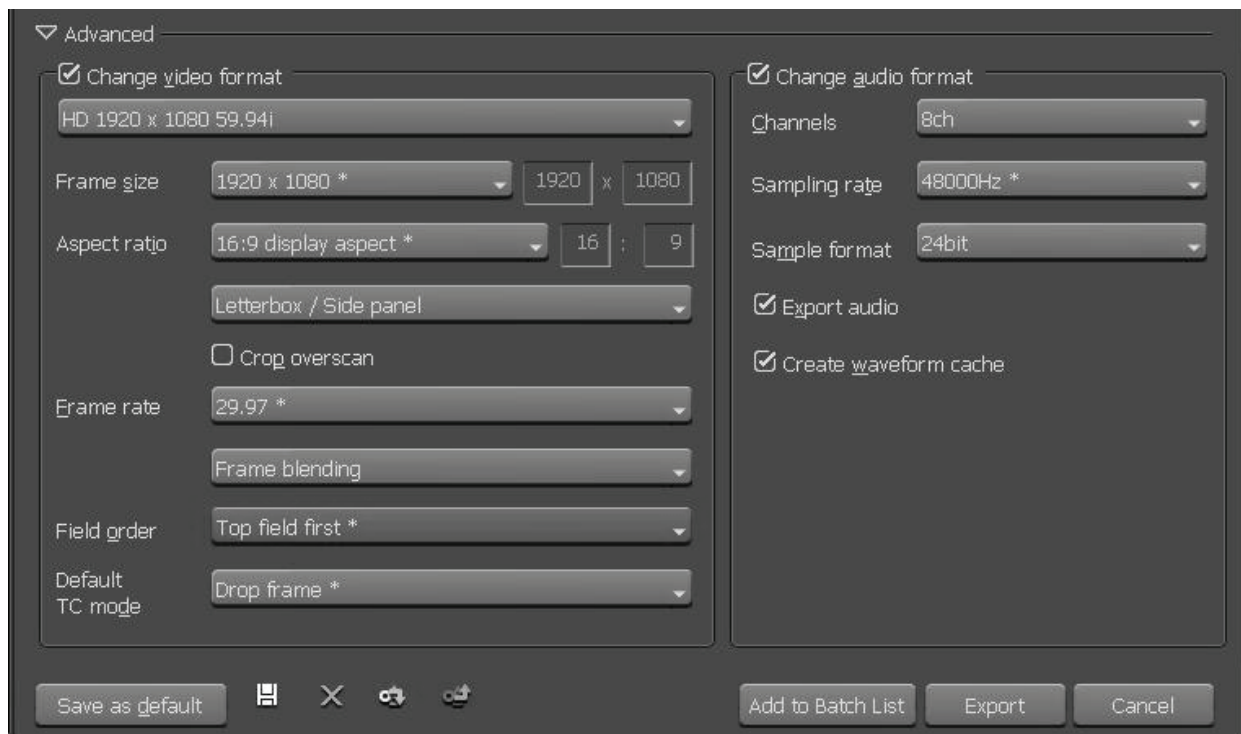 Advanced
Change video format
HD 1920 x 1080 59.94i
Frame size 1920 x 1080 * 1920 x 1080
Aspect ratio 16:9 display aspect * 16 : 9
Letterbox / Side panel
Crop overscan
Frame rate 29.97 *
Frame blending
Field order Top field first *
Default
TC mode Drop frame *
Change audio format
Channels 8ch
Sampling rate 48000Hz *
Sample format 24bit
Export audio
Create waveform cache
Save as default Add to Batch List Export Cancel